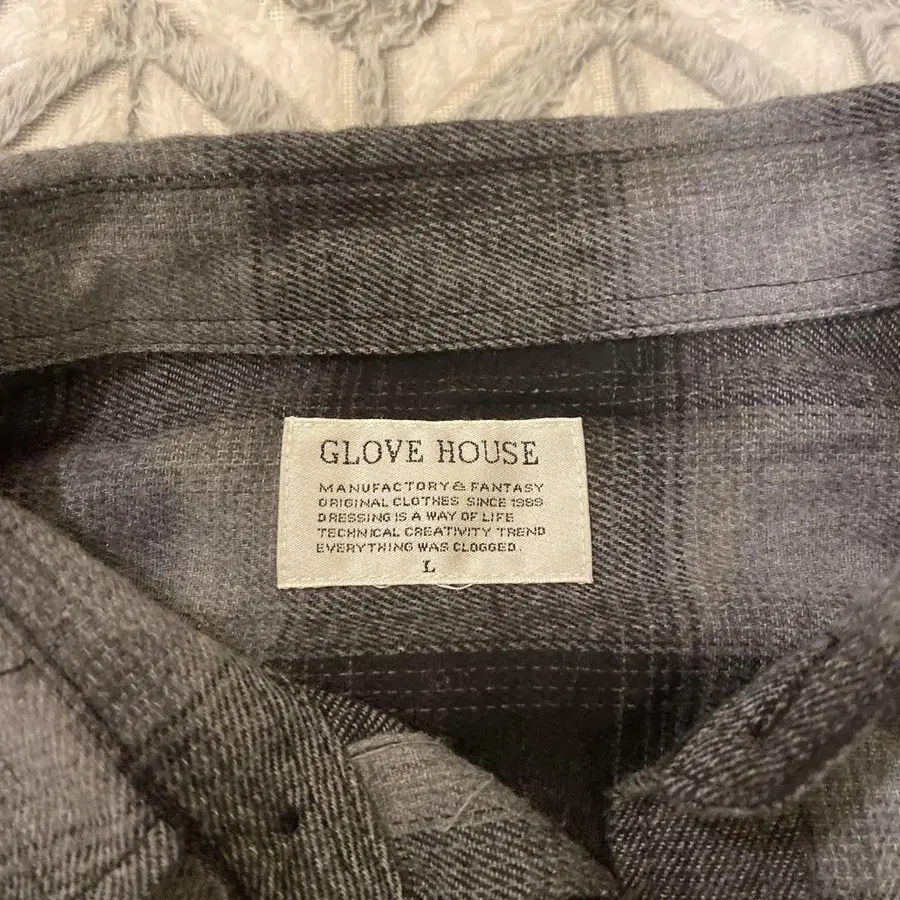 GLOVE HOUSE
MANUFACTORY & FANTASY
ORIGINAL CLOTHES SINCE 1989
DRESSING IS A WAY OF LIFE
TECHNICAL CREATIVITY TREND
EVERYTHING WAS CLOGGED.
L